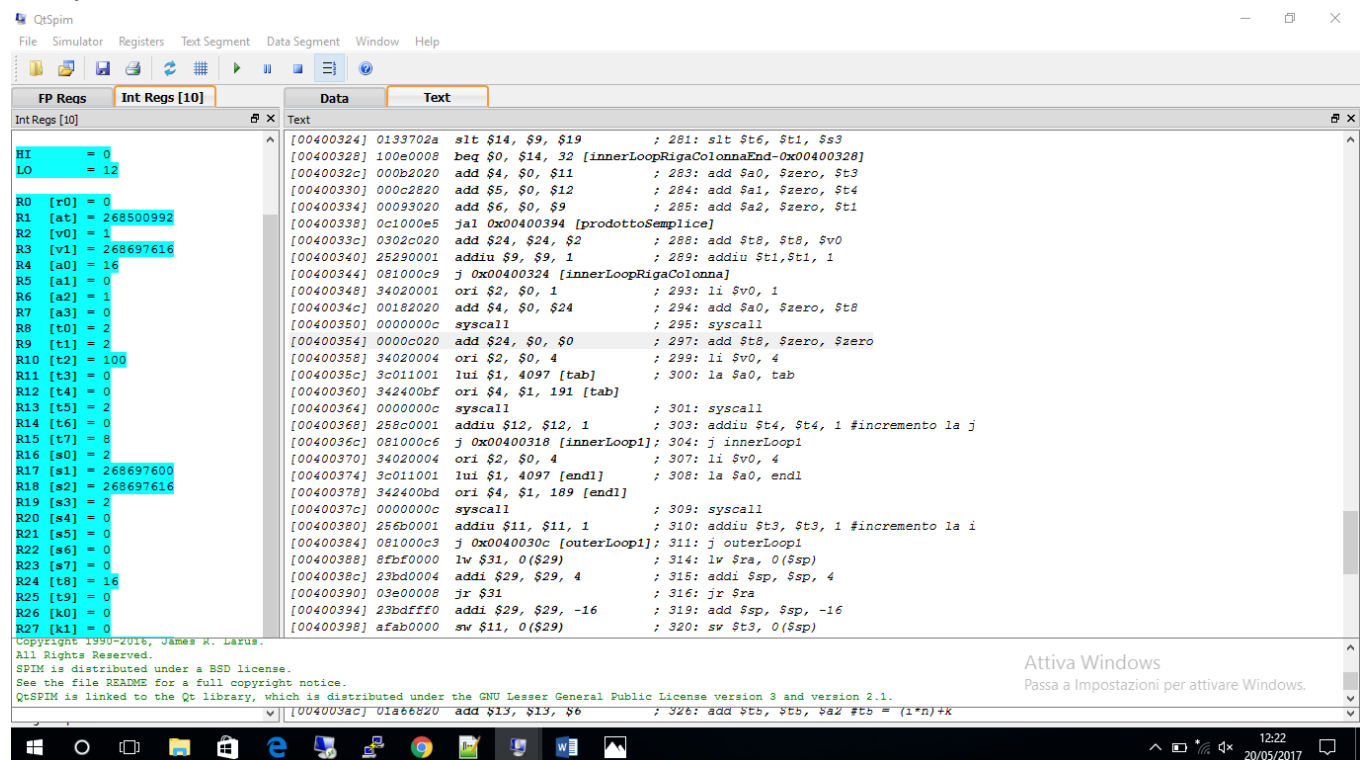 QtSpim
File Simulator Registers Text Segment Data Segment Window Help
FP Regs Int Regs [10] Data Text
Int Regs [10] Text
HI = 0
LO = 12
R0 [r0] = 0
R1 [at] = 268500992
R2 [v0] = 1
R3 [v1] = 268697616
R4 [a0] = 16
R5 [a1] = 0
R6 [a2] = 1
R7 [a3] = 0
R8 [t0] = 2
R9 [t1] = 2
R10 [t2] = 100
R11 [t3] = 0
R12 [t4] = 0
R13 [t5] = 2
R14 [t6] = 0
R15 [t7] = 8
R16 [s0] = 2
R17 [s1] = 268697600
R18 [s2] = 268697616
R19 [s3] = 2
R20 [s4] = 0
R21 [s5] = 0
R22 [s6] = 0
R23 [s7] = 0
R24 [t8] = 16
R25 [t9] = 0
R26 [k0] = 0
R27 [k1] = 0
[00400324] 0133702a slt $14, $9, $19 ; 281: slt $t6, $t1, $s3
[00400328] 100e0008 beq $0, $14, 32 [innerLoopRigaColonnaEnd-0x00400328]
[0040032c] 000b2020 add $4, $0, $11 ; 283: add $a0, $zero, $t3
[00400330] 000c2820 add $5, $0, $12 ; 284: add $a1, $zero, $t4
[00400334] 00093020 add $6, $0, $9 ; 285: add $a2, $zero, $t1
[00400338] 0c1000e5 jal 0x00400394 [prodottoSemplice]
[0040033c] 0302c020 add $24, $24, $2 ; 288: add $t8, $t8, $v0
[00400340] 25290001 addiu $9, $9, 1 ; 289: addiu $t1,$t1, 1
[00400344] 081000c9 j 0x00400324 [innerLoopRigaColonna]
[00400348] 34020001 ori $2, $0, 1 ; 293: li $v0, 1
[0040034c] 00182020 add $4, $0, $24 ; 294: add $a0, $zero, $t8
[00400350] 0000000c syscall ; 295: syscall
[00400354] 0000c020 add $24, $0, $0 ; 297: add $t8, $zero, $zero
[00400358] 34020004 ori $2, $0, 4 ; 299: li $v0, 4
[0040035c] 3c011001 lui $1, 4097 [tab] ; 300: la $a0, tab
[00400360] 342400bf ori $4, $1, 191 [tab]
[00400364] 0000000c syscall ; 301: syscall
[00400368] 258c0001 addiu $12, $12, 1 ; 303: addiu $t4, $t4, 1 #incremento la j
[0040036c] 081000c6 j 0x00400318 [innerLoop1]; 304: j innerLoop1
[00400370] 34020004 ori $2, $0, 4 ; 307: li $v0, 4
[00400374] 3c011001 lui $1, 4097 [endl] ; 308: la $a0, endl
[00400378] 342400bd ori $4, $1, 189 [endl]
[0040037c] 0000000c syscall ; 309: syscall
[00400380] 256b0001 addiu $11, $11, 1 ; 310: addiu $t3, $t3, 1 #incremento la i
[00400384] 081000c3 j 0x0040030c [outerLoop1]; 311: j outerLoop1
[00400388] 8fbf0000 lw $31, 0($29) ; 314: lw $ra, 0($sp)
[0040038c] 23bd0004 addi $29, $29, 4 ; 315: addi $sp, $sp, 4
[00400390] 03e00008 jr $31 ; 316: jr $ra
[00400394] 23bdfff0 addi $29, $29, -16 ; 319: add $sp, $sp, -16
[00400398] afab0000 sw $11, 0($29) ; 320: sw $t3, 0($sp)
Copyright 1990-2016, James R. Larus.
All Rights Reserved.
SPIM is distributed under a BSD license.
See the file README for a full copyright notice.
QtSPIM is linked to the Qt library, which is distributed under the GNU Lesser General Public License version 3 and version 2.1.
Attiva Windows
Passa a Impostazioni per attivare Windows.
[004003ac] 01a66820 add $13, $13, $6 ; 326: add $t5, $t5, $a2 #t5 = (i*n)+k
12:22
20/05/2017